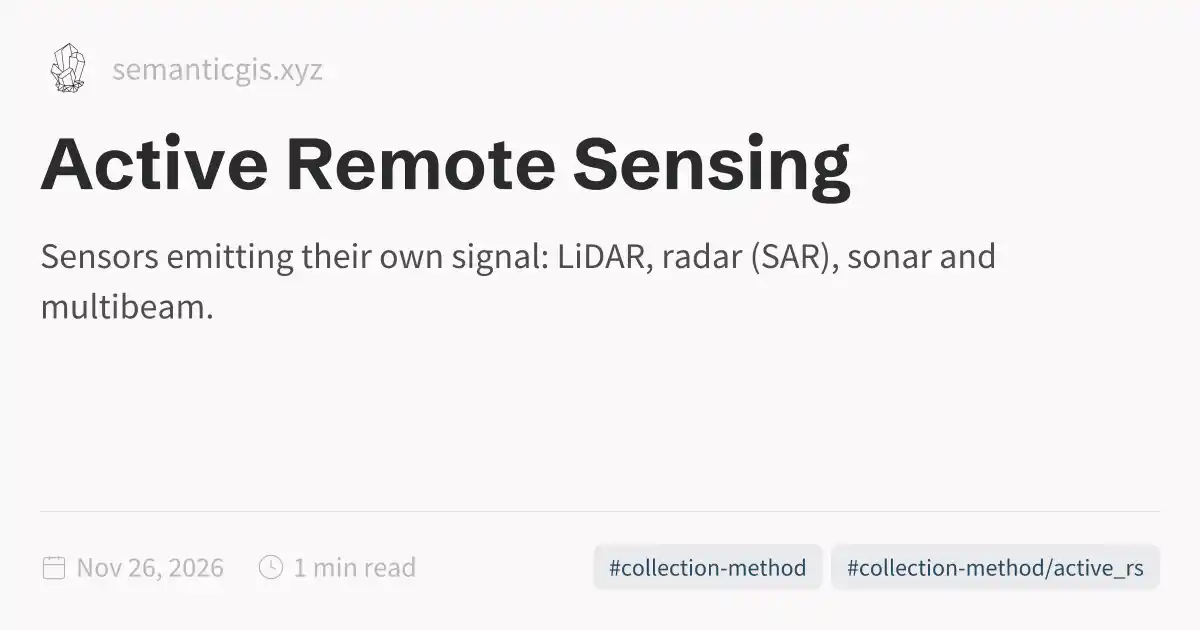 semanticgis.xyz
Active Remote Sensing
Sensors emitting their own signal: LiDAR, radar (SAR), sonar and
multibeam.
Nov 26, 2026
1 min read
#collection-method
#collection-method/active_rs